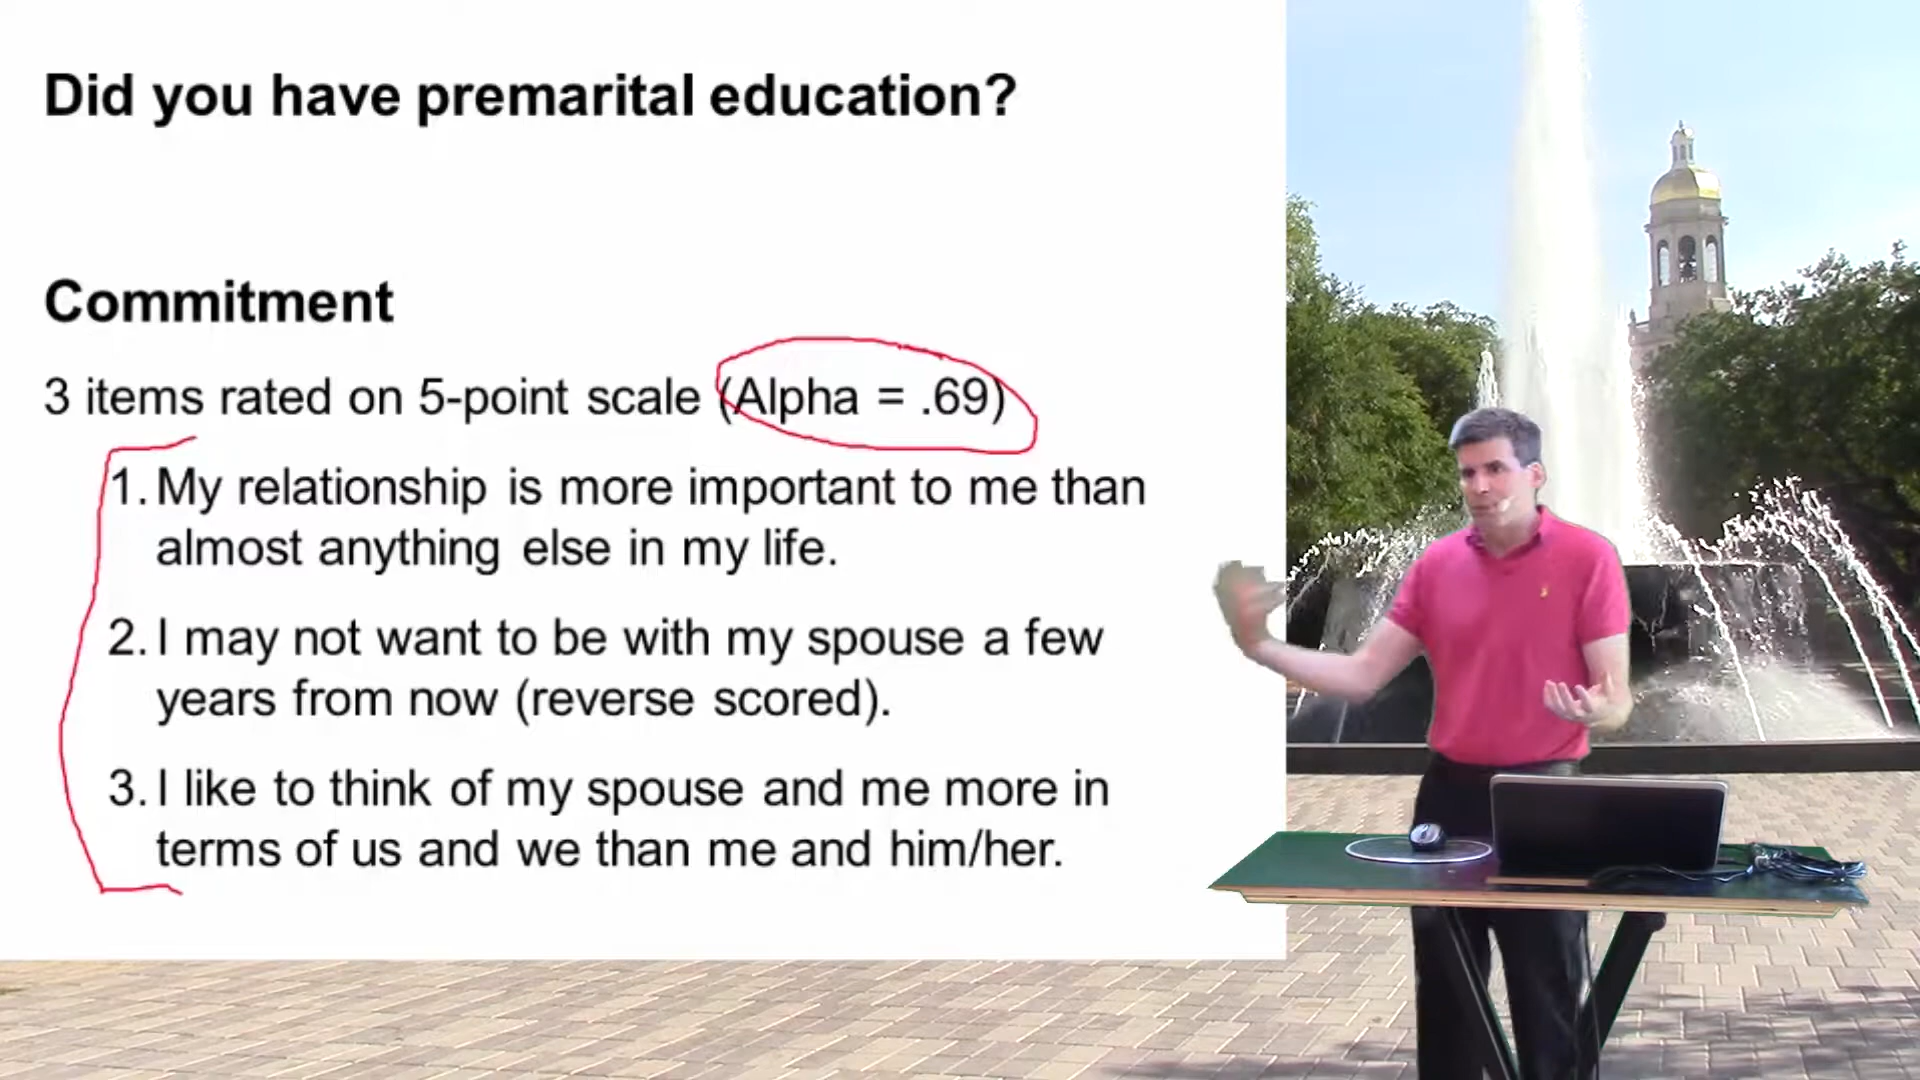 Did you have premarital education?
Commitment
3 items rated on 5-point scale (Alpha = .69)
1. My relationship is more important to me than
almost anything else in my life.
2. I may not want to be with my spouse a few
years from now (reverse scored).
3. I like to think of my spouse and me more in
terms of us and we than me and him/her.